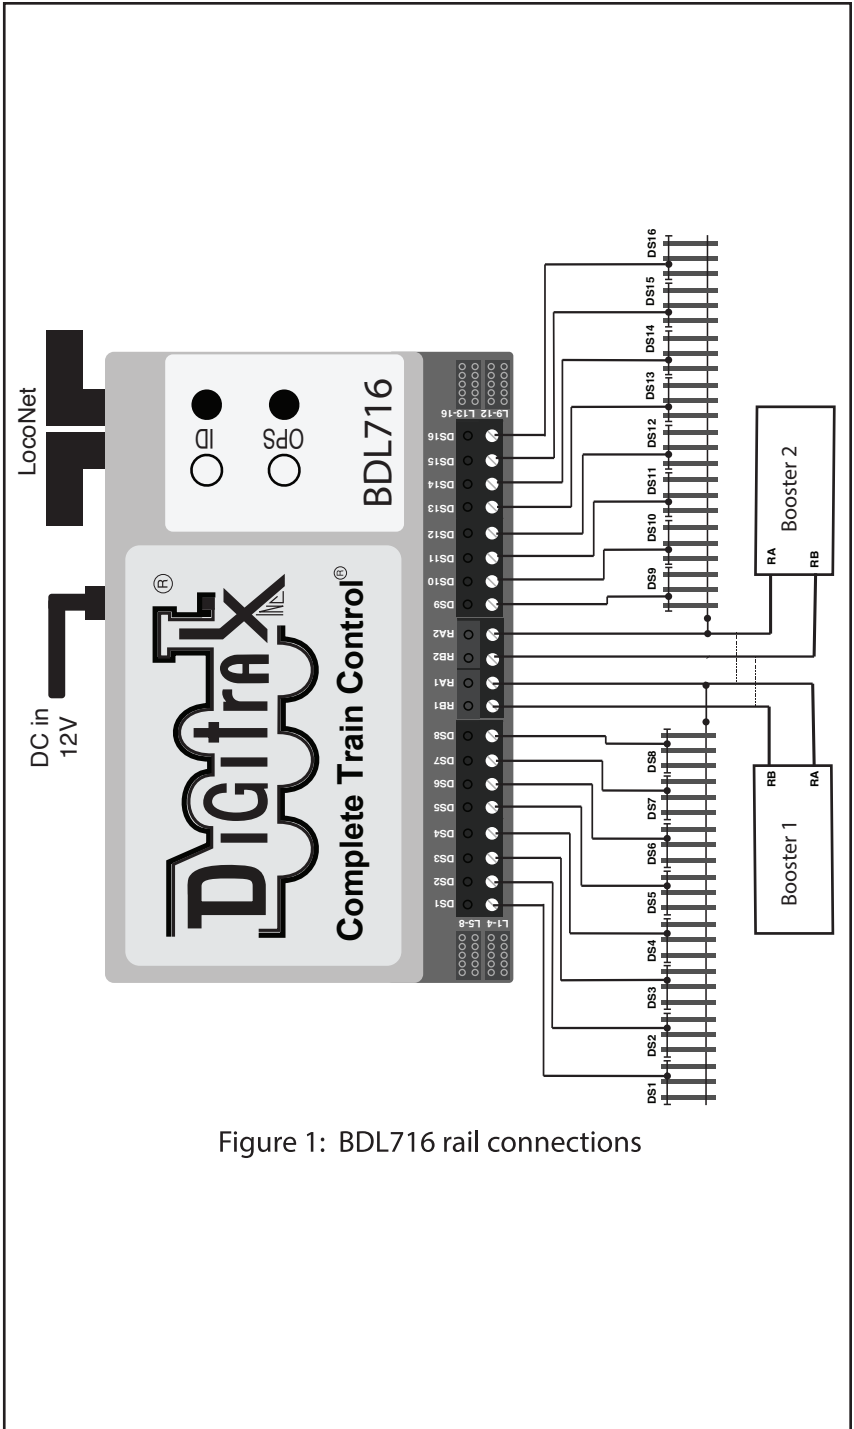 LocoNet
DC in
12V
DIGITRAX
INC
®
Complete Train Control®
ID
OPS
BDL716
L13-16
L9-12
DS16
DS15
DS14
DS13
DS12
DS11
DS10
DS9
RA2
RB2
RA1
RB1
DS8
DS7
DS6
DS5
DS4
DS3
DS2
DS1
L5-8
L1-4
DS16
DS15
DS14
DS13
DS12
DS11
DS10
DS9
DS8
DS7
DS6
DS5
DS4
DS3
DS2
DS1
Booster 2
RA
RB
Booster 1
RB
RA
Figure 1: BDL716 rail connections